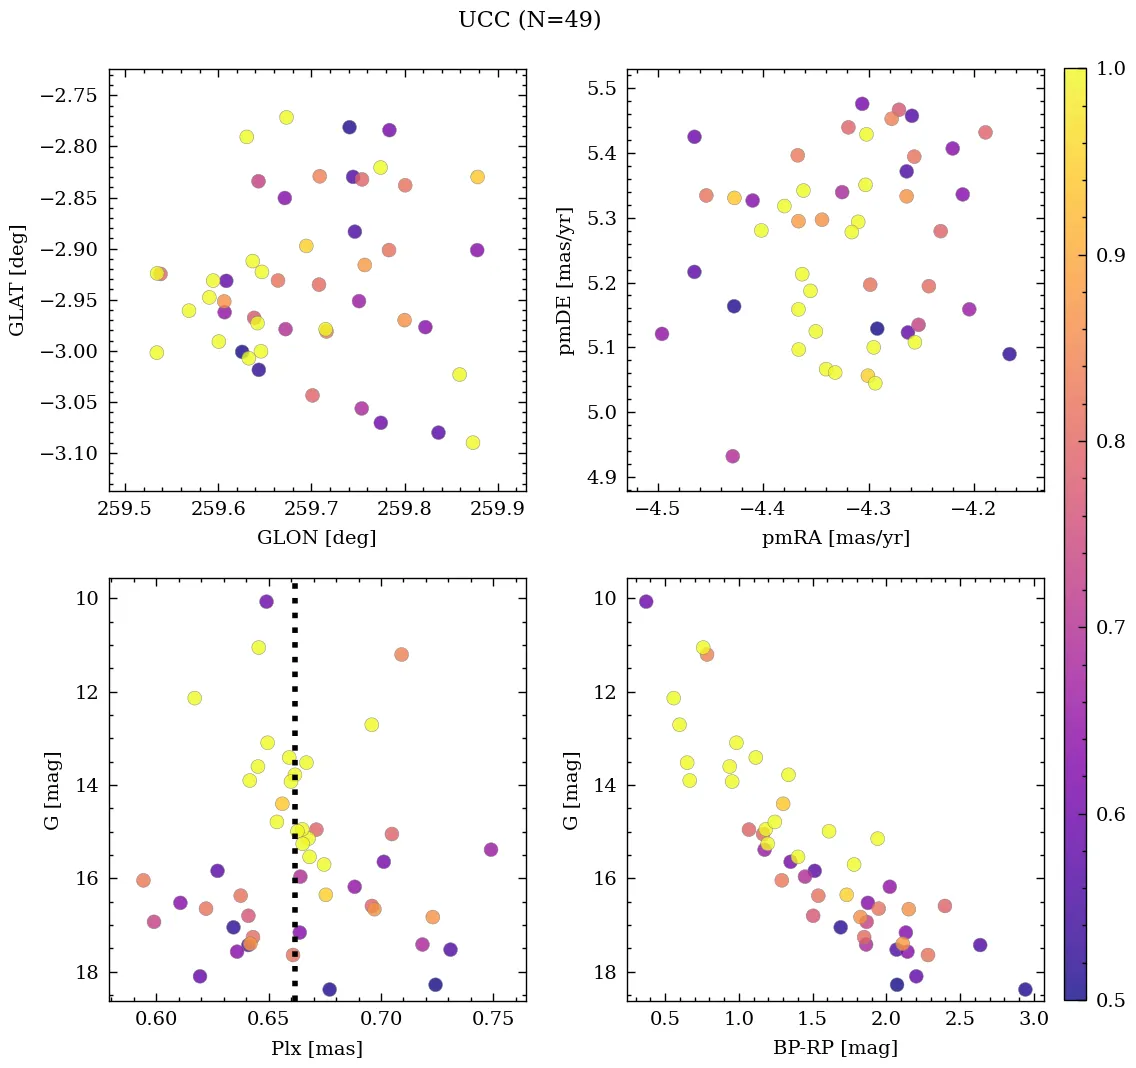 UCC (N=49)
−2.75
−2.80
−2.85
−2.90
−2.95
−3.00
−3.05
−3.10
GLAT [deg]
259.5 259.6 259.7 259.8 259.9
GLON [deg]
5.5
5.4
5.3
5.2
5.1
5.0
4.9
pmDE [mas/yr]
−4.5 −4.4 −4.3 −4.2
pmRA [mas/yr]
10
12
14
16
18
G [mag]
0.60 0.65 0.70 0.75
Plx [mas]
10
12
14
16
18
G [mag]
0.5 1.0 1.5 2.0 2.5 3.0
BP-RP [mag]
1.0
0.9
0.8
0.7
0.6
0.5